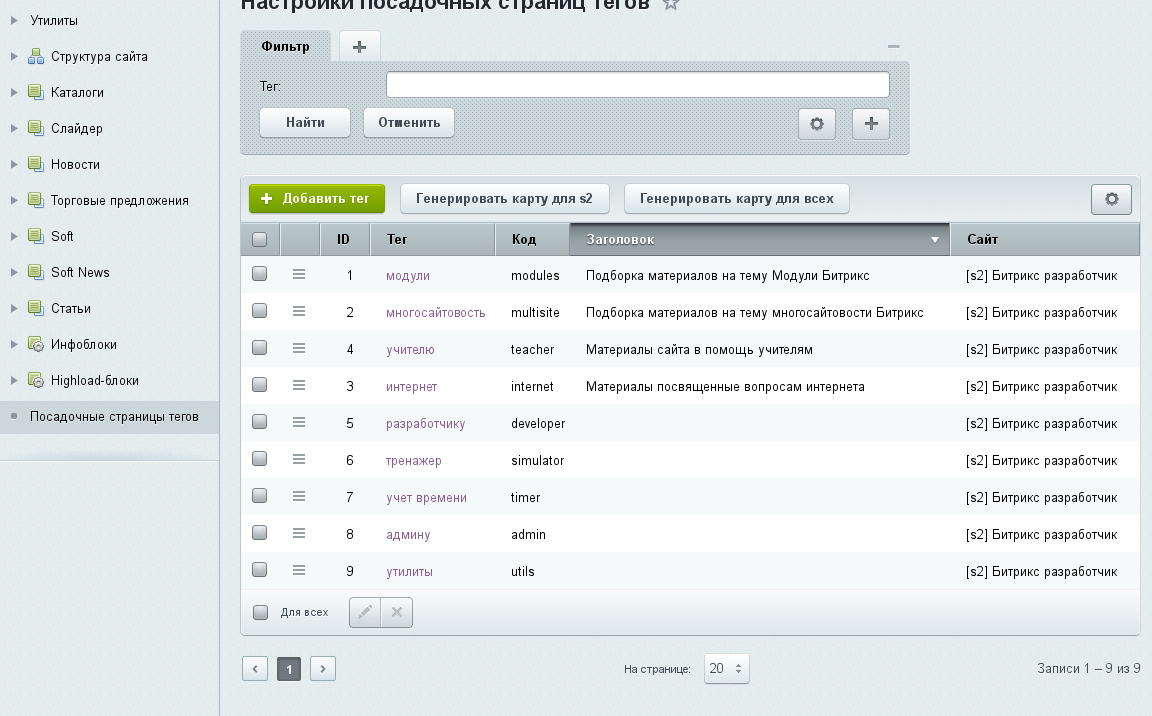 Утилиты
Структура сайта
Каталоги
Слайдер
Новости
Торговые предложения
Soft
Soft News
Статьи
Инфоблоки
Highload-блоки
Посадочные страницы тегов
Настройки посадочных страниц тегов
Фильтр
Тег:
Найти Отменить
Добавить тег Генерировать карту для s2 Генерировать карту для всех
ID Тег Код Заголовок Сайт
1 модули modules Подборка материалов на тему Модули Битрикс [s2] Битрикс разработчик
2 многосайтовость multisite Подборка материалов на тему многосайтовости Битрикс [s2] Битрикс разработчик
4 учителю teacher Материалы сайта в помощь учителям [s2] Битрикс разработчик
3 интернет internet Материалы посвященные вопросам интернета [s2] Битрикс разработчик
5 разработчику developer [s2] Битрикс разработчик
6 тренажер simulator [s2] Битрикс разработчик
7 учет времени timer [s2] Битрикс разработчик
8 админу admin [s2] Битрикс разработчик
9 утилиты utils [s2] Битрикс разработчик
Для всех
1 На странице: 20 Записи 1 – 9 из 9